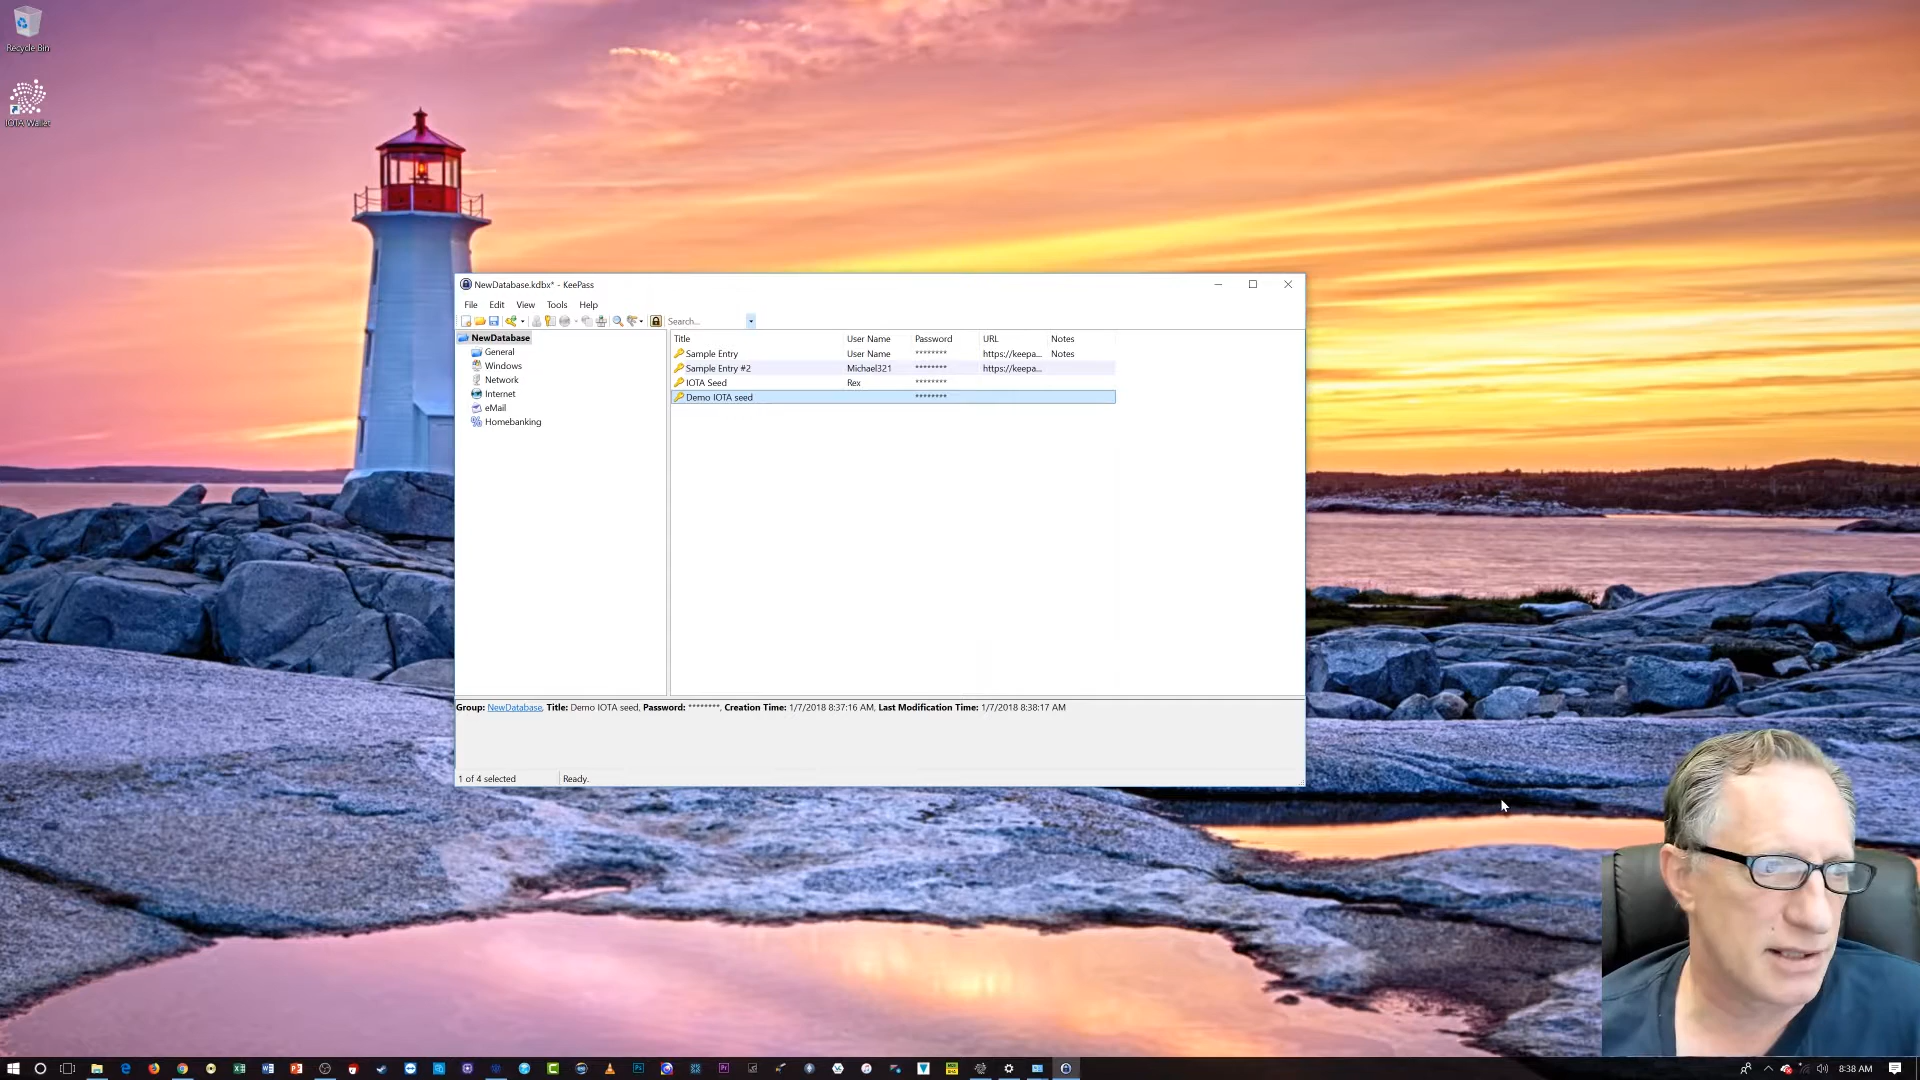 Recycle Bin
IOTA Wallet
NewDatabase.kdbx* - KeePass
File Edit View Tools Help
Search...
NewDatabase
General
Windows
Network
Internet
eMail
Homebanking
Title User Name Password URL Notes
Sample Entry User Name ******** https://keepa... Notes
Sample Entry #2 Michael321 ******** https://keepa...
IOTA Seed Rex ********
Demo IOTA seed ********
Group: NewDatabase, Title: Demo IOTA seed, Password: ********, Creation Time: 1/7/2018 8:37:16 AM, Last Modification Time: 1/7/2018 8:38:17 AM
1 of 4 selected Ready.
8:38 AM